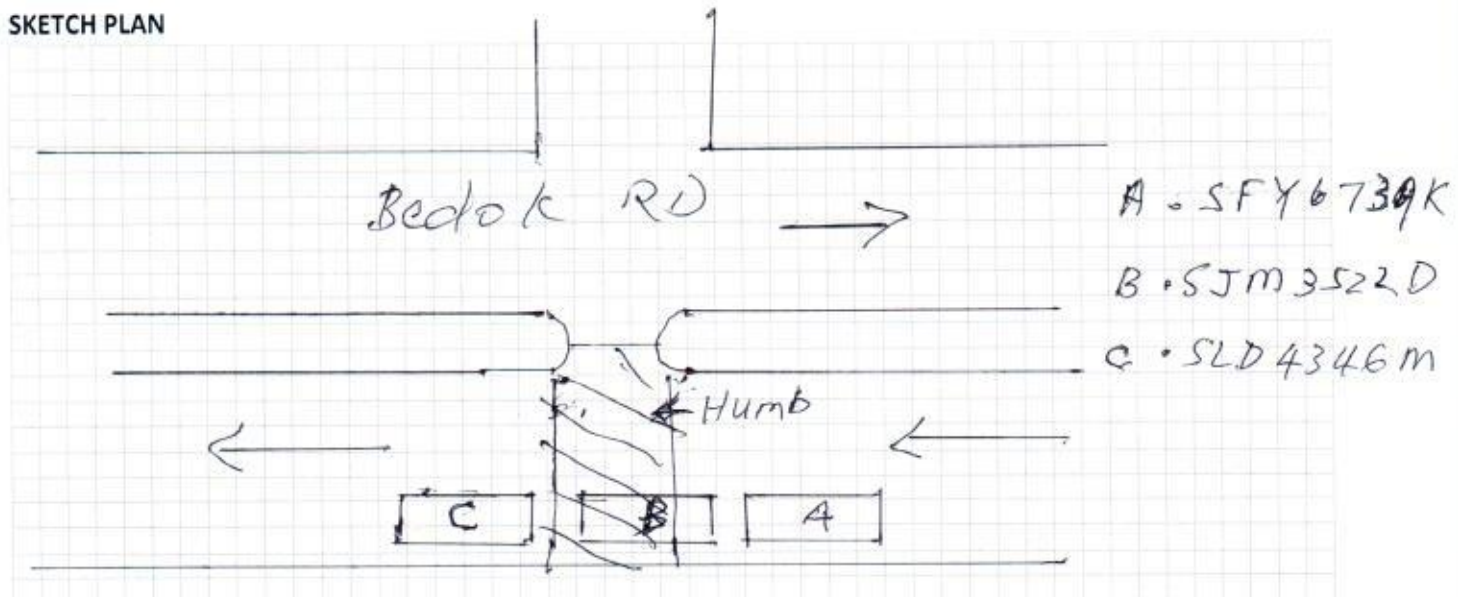 SKETCH PLAN
Bedok RD
A . SFY6739K
B . SJM3522D
C . SLD4346M
Humb
C B A